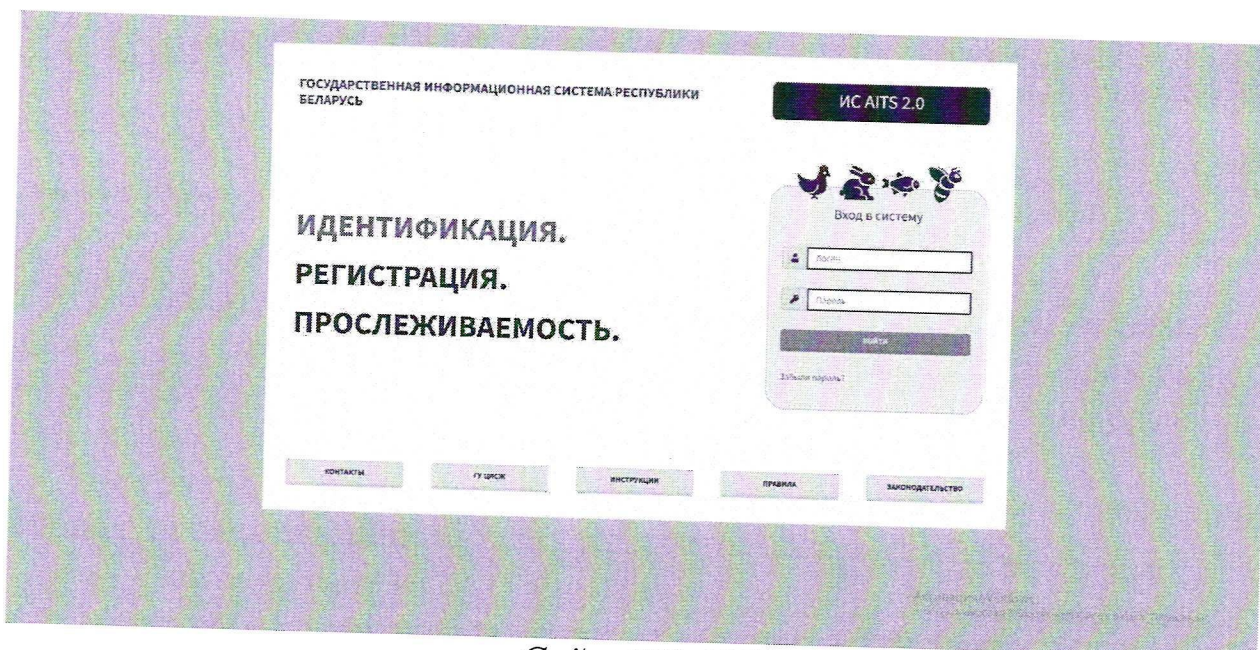 ГОСУДАРСТВЕННАЯ ИНФОРМАЦИОННАЯ СИСТЕМА РЕСПУБЛИКИ
БЕЛАРУСЬ
ИС AITS 2.0
ИДЕНТИФИКАЦИЯ.
РЕГИСТРАЦИЯ.
ПРОСЛЕЖИВАЕМОСТЬ.
Вход в систему
Логин
Пароль
ВОЙТИ
Забыли пароль?
КОНТАКТЫ
ГУ ЦИСЖ
ИНСТРУКЦИИ
ПРАВИЛА
ЗАКОНОДАТЕЛЬСТВО